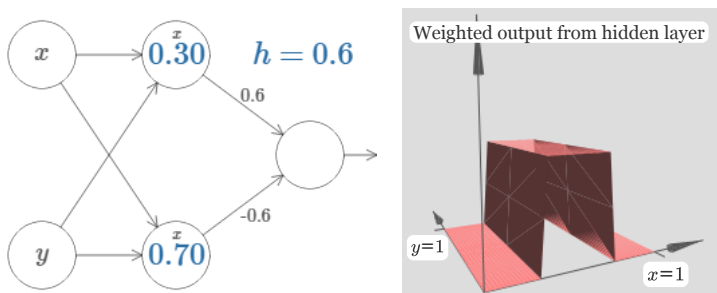 x
x
0.30
h = 0.6
0.6
y
x
0.70
-0.6
Weighted output from hidden layer
y=1
x=1